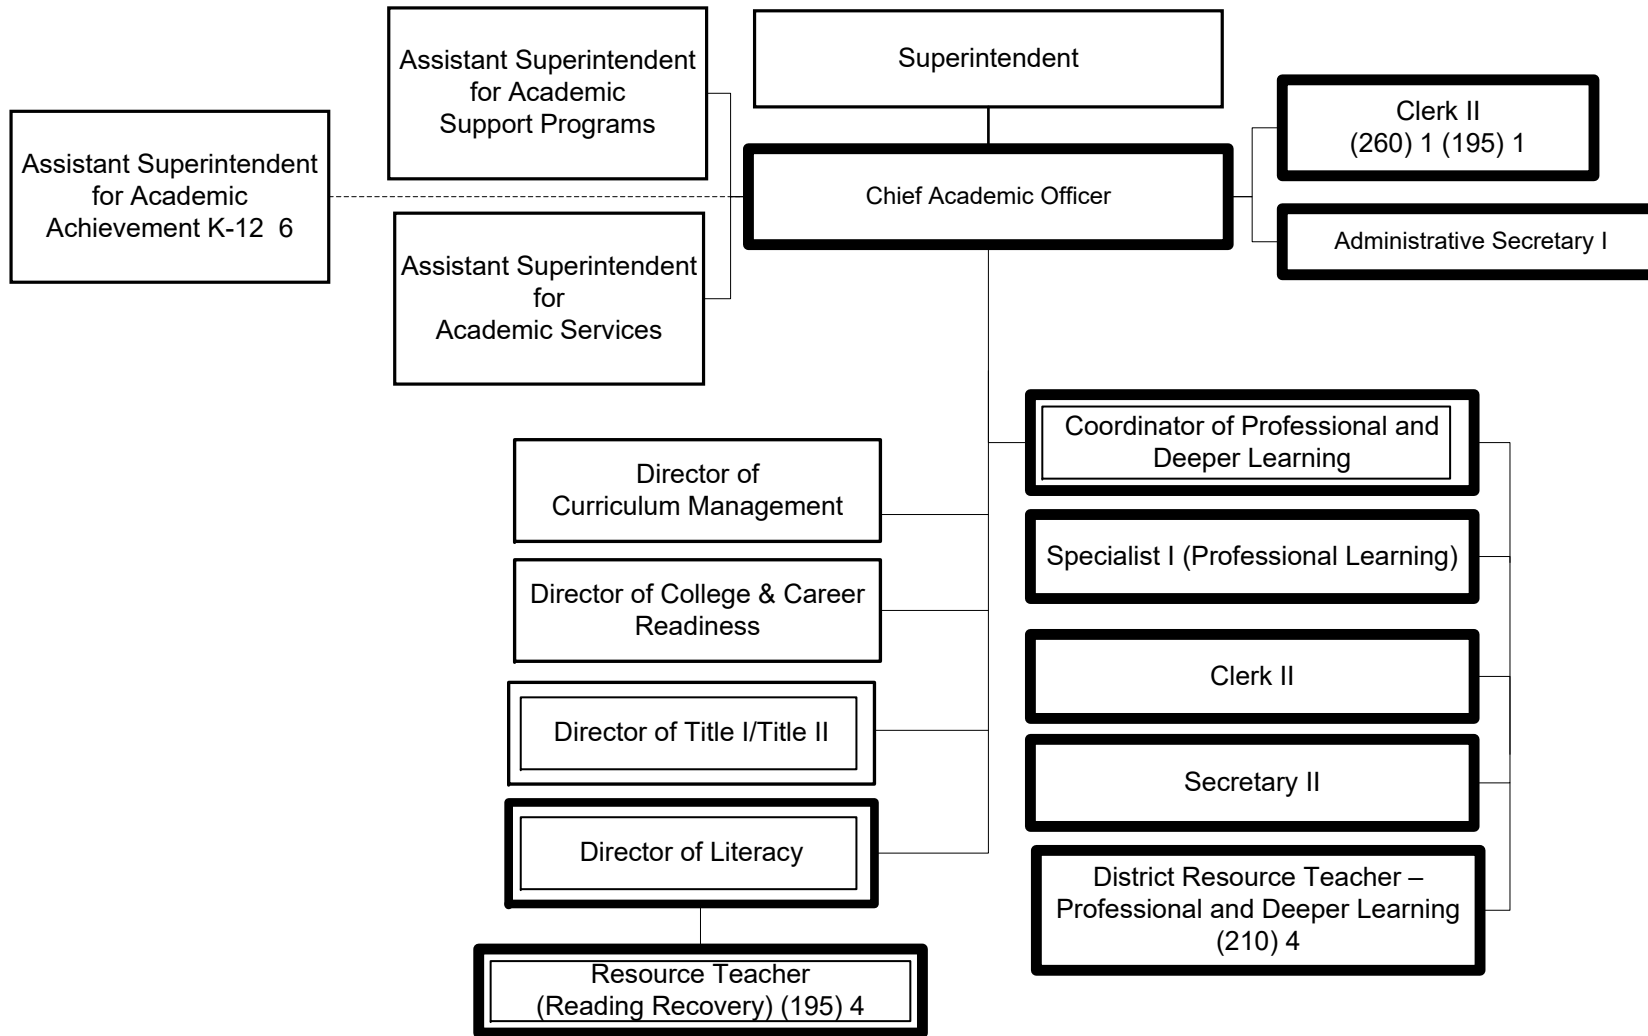 Superintendent
Assistant Superintendent
for Academic
Support Programs
Clerk II
(260) 1 (195) 1
Assistant Superintendent
for Academic
Achievement K-12  6
Chief Academic Officer
Administrative Secretary I
Assistant Superintendent
for
Academic Services
Director of
Curriculum Management
Director of College & Career
Readiness
Director of Title I/Title II
Director of Literacy
Resource Teacher
(Reading Recovery) (195) 4
Coordinator of Professional and
Deeper Learning
Specialist I (Professional Learning)
Clerk II
Secretary II
District Resource Teacher –
Professional and Deeper Learning
(210) 4